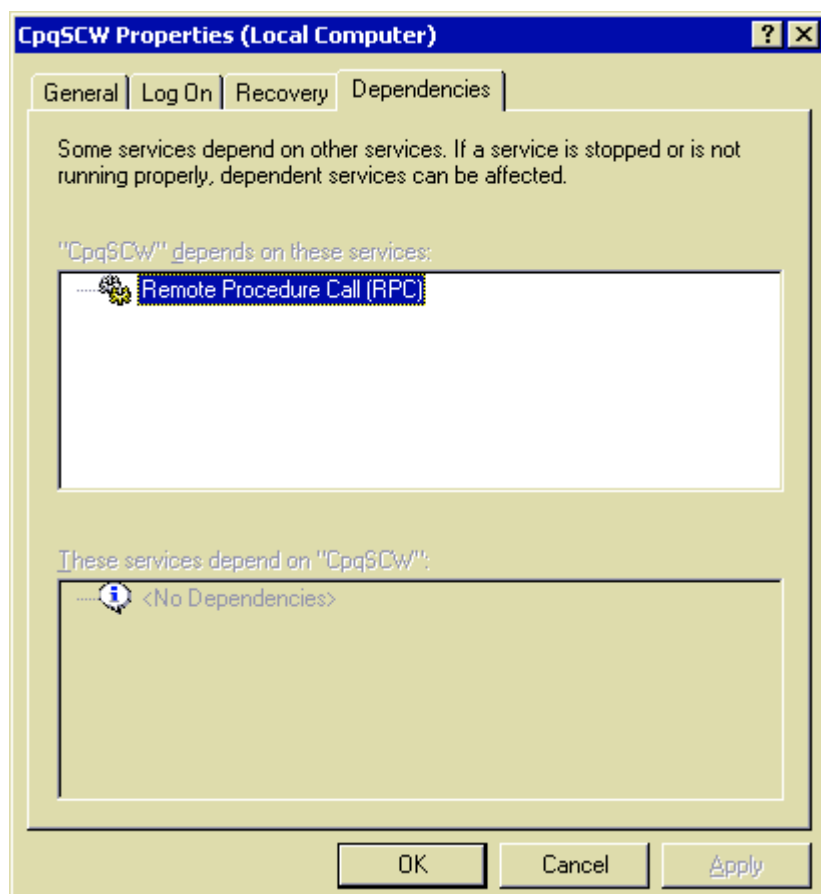 CpqSCW Properties (Local Computer)
General Log On Recovery Dependencies
Some services depend on other services. If a service is stopped or is not
running properly, dependent services can be affected.
"CpqSCW" depends on these services:
Remote Procedure Call (RPC)
These services depend on "CpqSCW":
<No Dependencies>
OK Cancel Apply